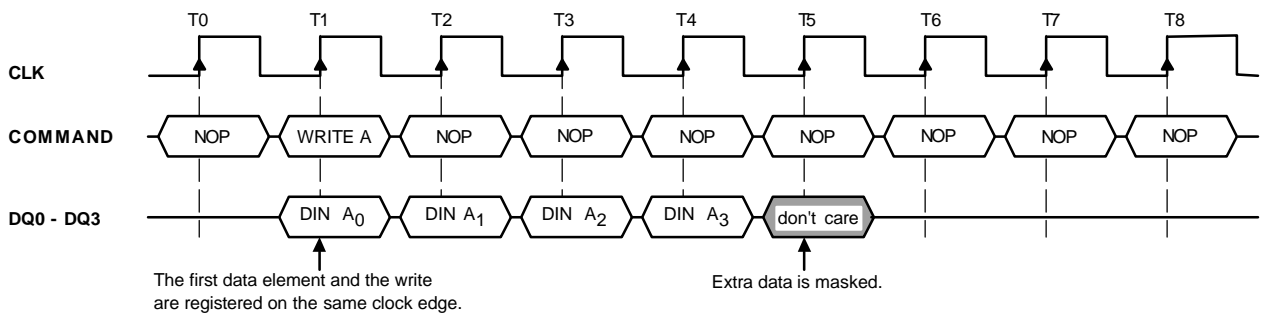 T0 T1 T2 T3 T4 T5 T6 T7 T8
CLK
COMMAND NOP WRITE A NOP NOP NOP NOP NOP NOP NOP
DQ0 - DQ3 DIN A0 DIN A1 DIN A2 DIN A3 don't care
The first data element and the write
are registered on the same clock edge.
Extra data is masked.